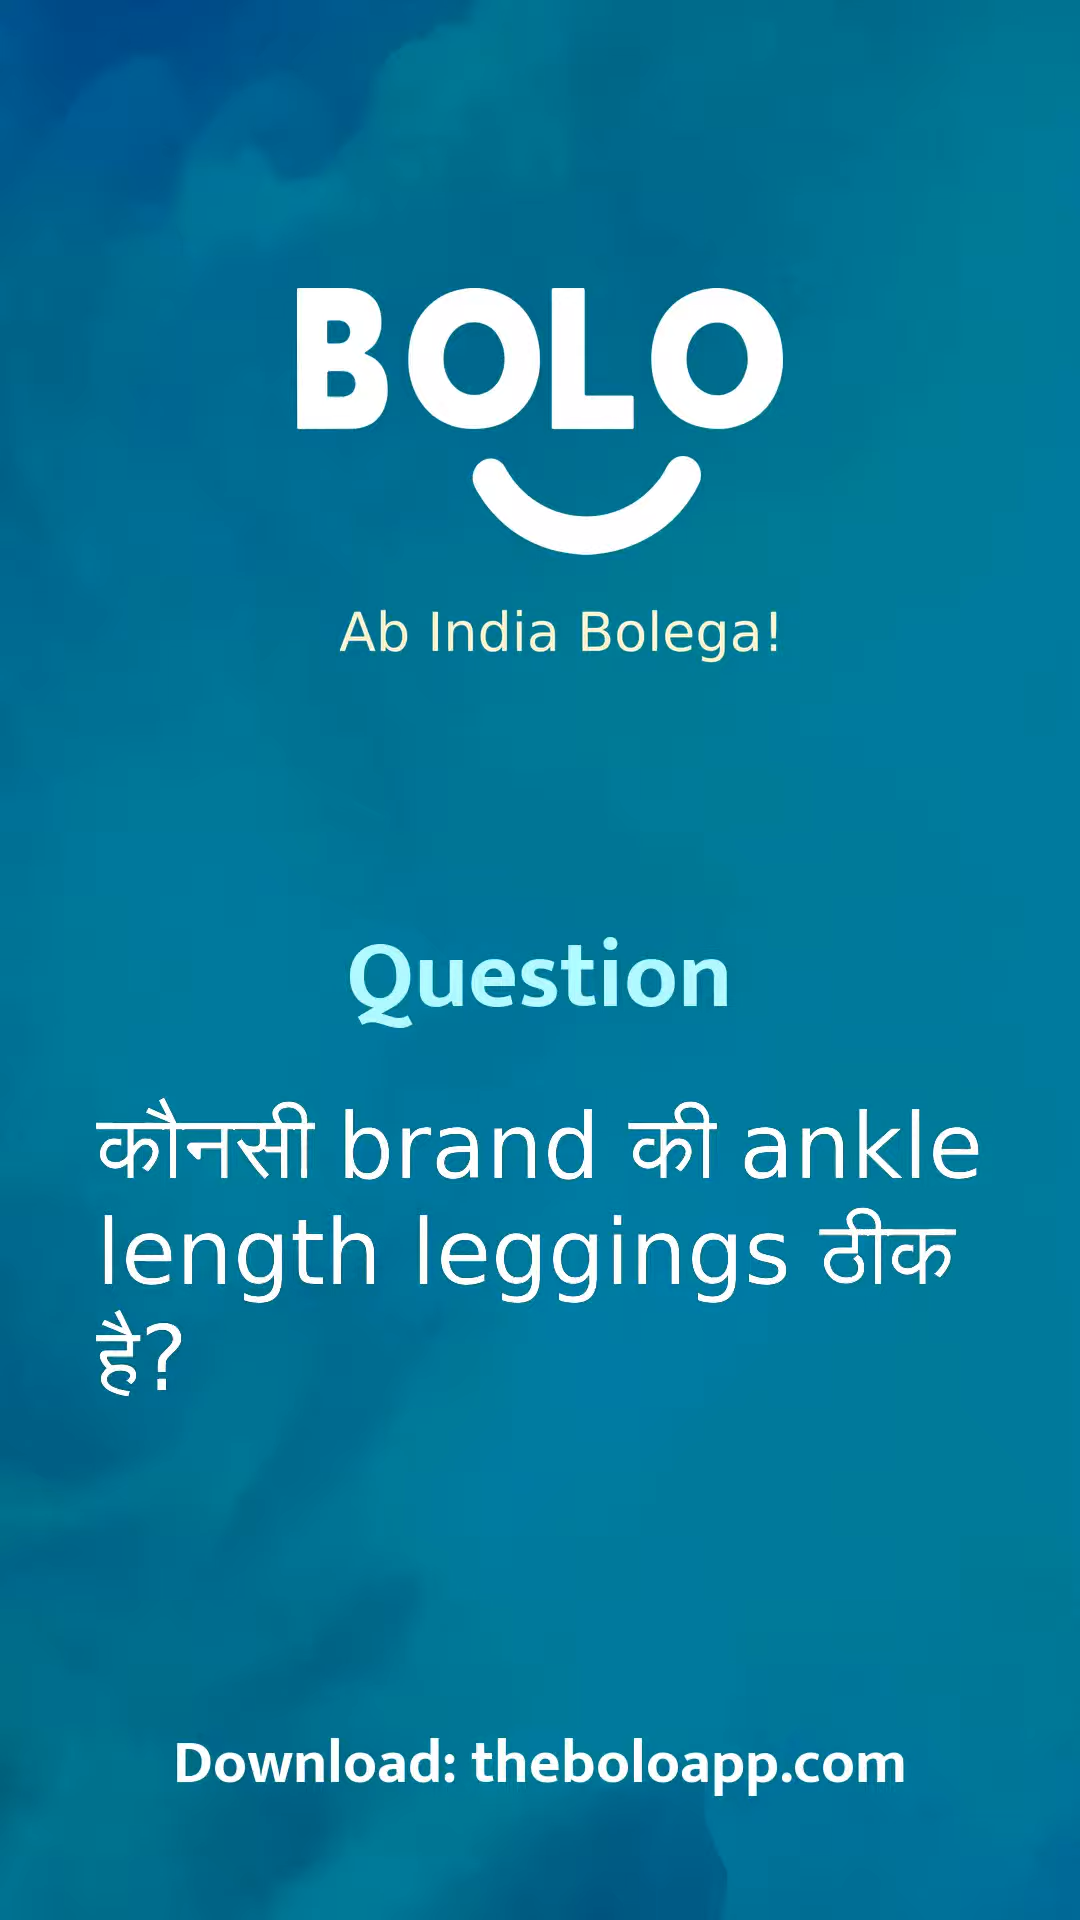 BOLO
Ab India Bolega!
Question
कौनसी brand की ankle
length leggings ठीक
है?
Download: theboloapp.com